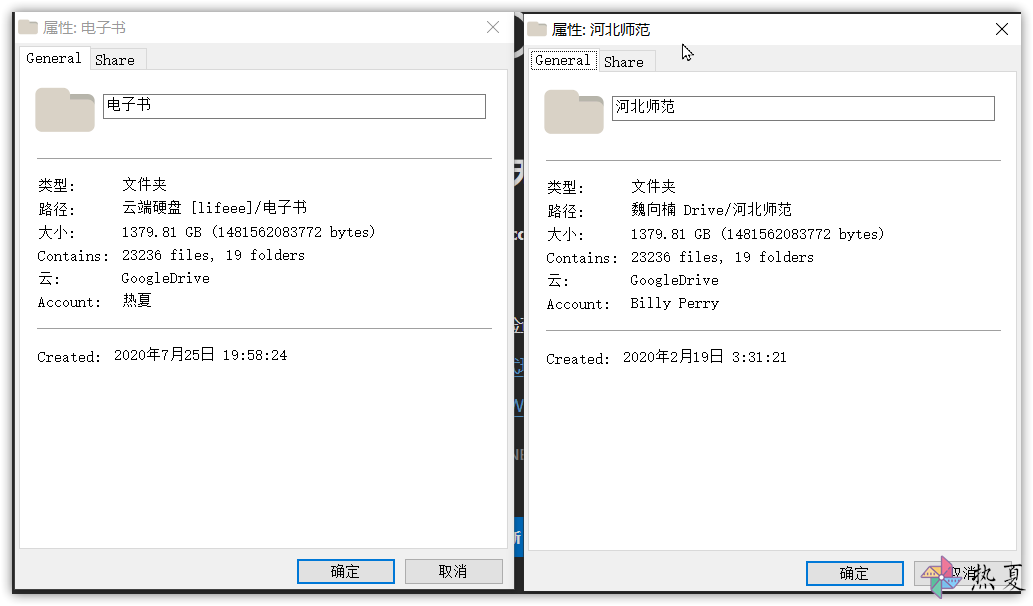 属性: 电子书
General Share
电子书
类型: 文件夹
路径: 云端硬盘 [lifeee]/电子书
大小: 1379.81 GB (1481562083772 bytes)
Contains: 23236 files, 19 folders
云: GoogleDrive
Account: 热夏
Created: 2020年7月25日 19:58:24
确定 取消
属性: 河北师范
General Share
河北师范
类型: 文件夹
路径: 魏向楠 Drive/河北师范
大小: 1379.81 GB (1481562083772 bytes)
Contains: 23236 files, 19 folders
云: GoogleDrive
Account: Billy Perry
Created: 2020年2月19日 3:31:21
确定 取消
热夏